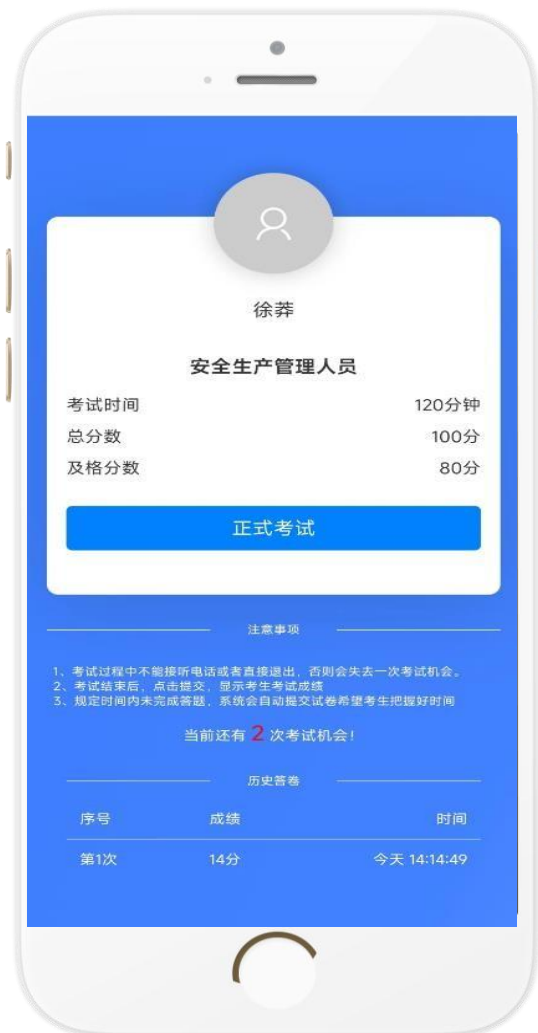 徐莽
安全生产管理人员
考试时间 120分钟
总分数 100分
及格分数 80分
正式考试
注意事项
1、考试过程中不能接听电话或者直接退出，否则会失去一次考试机会。
2、考试结束后，点击提交，显示考生考试成绩
3、规定时间内未完成答题，系统会自动提交试卷希望考生把握好时间
当前还有 2 次考试机会!
历史答卷
序号 成绩 时间
第1次 14分 今天 14:14:49